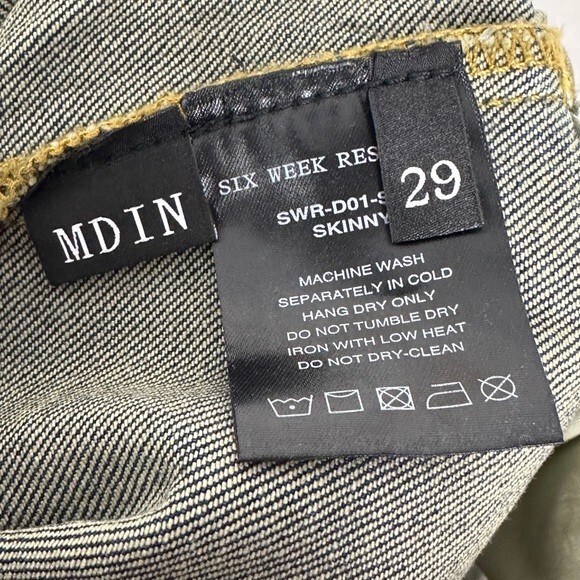 MDIN
SIX WEEK RES
29
SWR-D01-S
SKINNY
MACHINE WASH
SEPARATELY IN COLD
HANG DRY ONLY
DO NOT TUMBLE DRY
IRON WITH LOW HEAT
DO NOT DRY-CLEAN